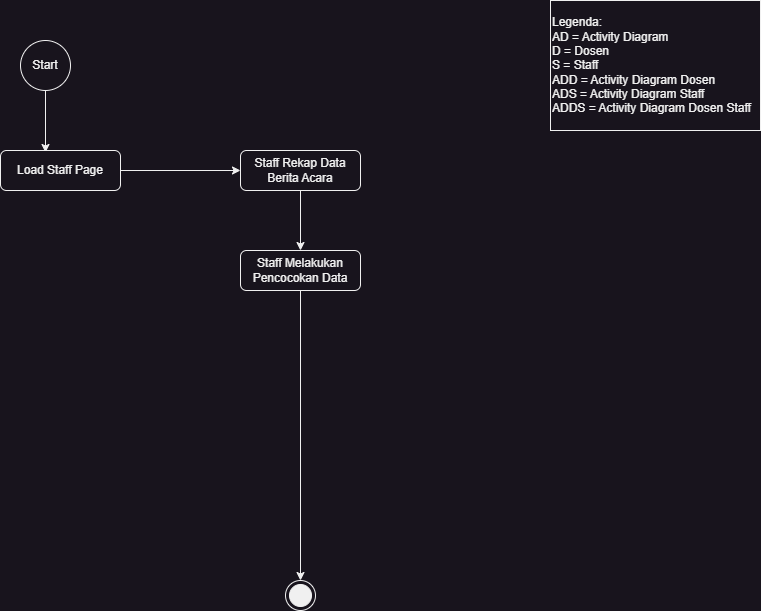 Legenda:
AD = Activity Diagram
D = Dosen
S = Staff
ADD = Activity Diagram Dosen
ADS = Activity Diagram Staff
ADDS = Activity Diagram Dosen Staff
Start
Load Staff Page
Staff Rekap Data
Berita Acara
Staff Melakukan
Pencocokan Data